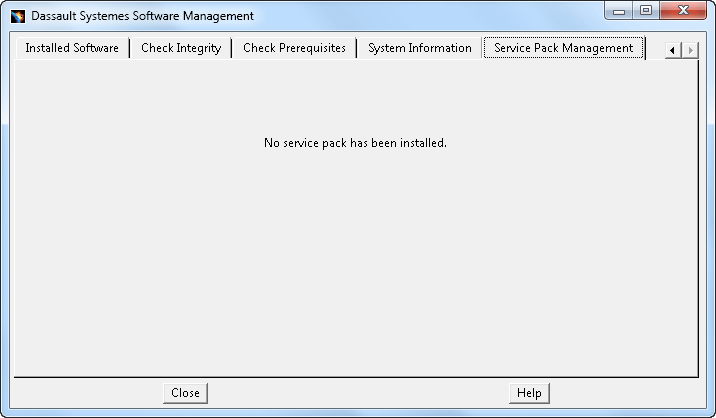 Dassault Systemes Software Management
Installed Software Check Integrity Check Prerequisites System Information Service Pack Management
No service pack has been installed.
Close Help